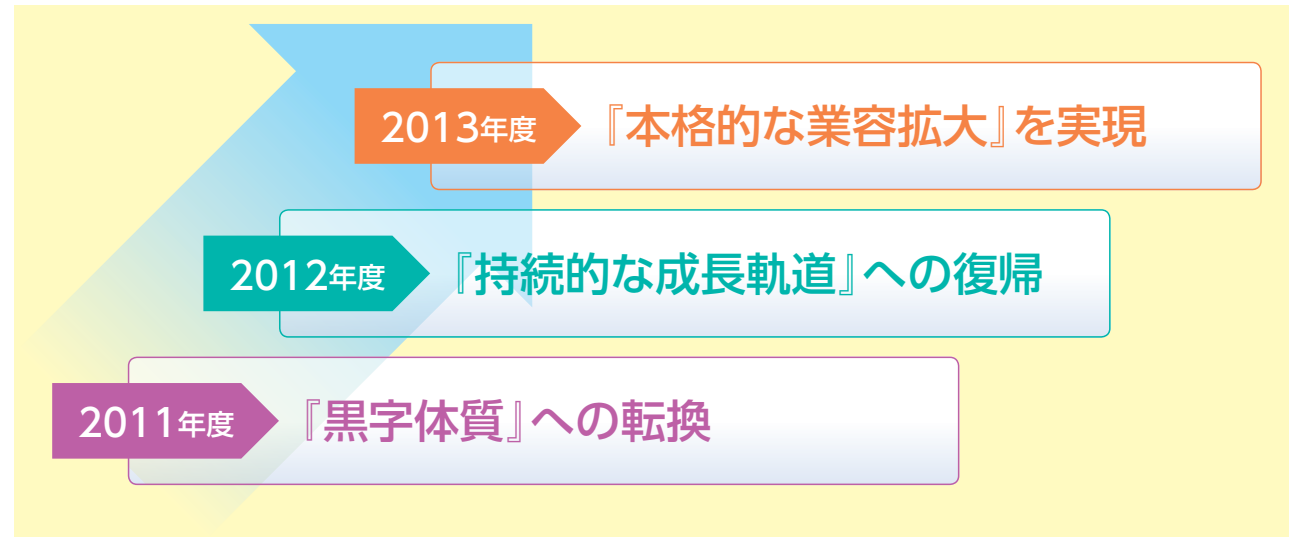 2013年度 『本格的な業容拡大』を実現
2012年度 『持続的な成長軌道』への復帰
2011年度 『黒字体質』への転換